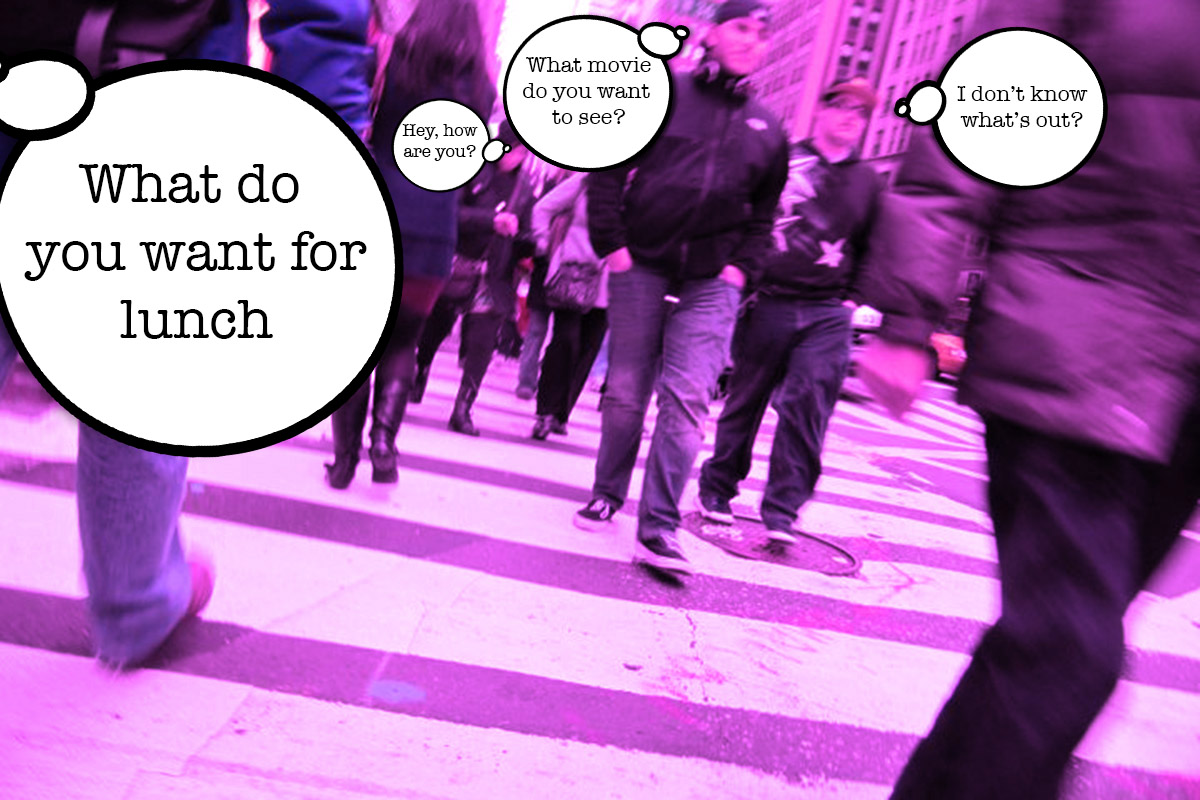 What do
you want for
lunch
Hey, how
are you?
What movie
do you want
to see?
I don't know
what's out?